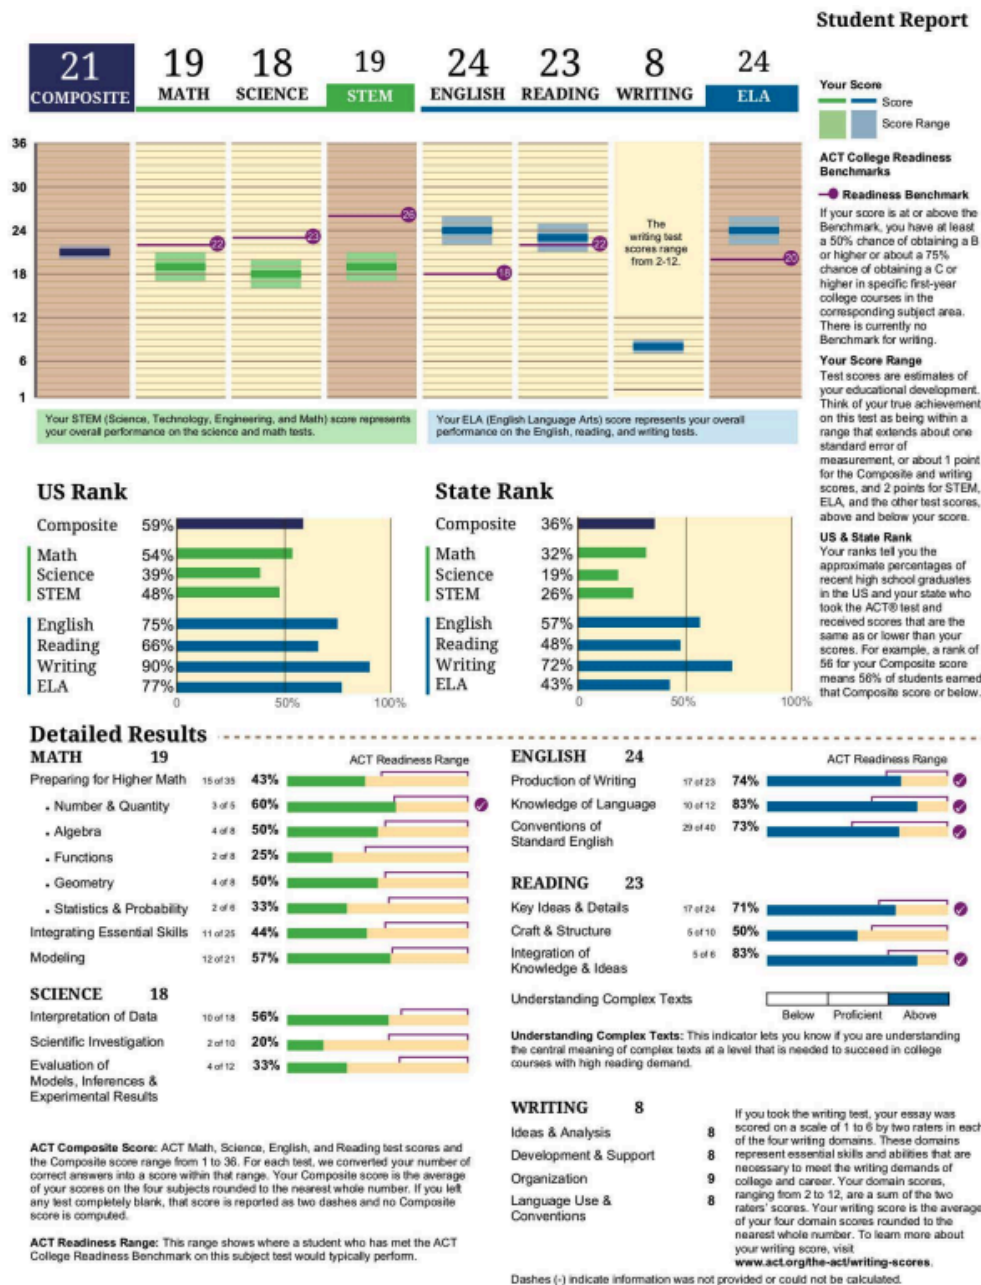 Student Report
21 19 18 19 24 23 8 24
COMPOSITE MATH SCIENCE STEM ENGLISH READING WRITING ELA
Your Score
Score
Score Range
ACT College Readiness
Benchmarks
Readiness Benchmark
If your score is at or above the
Benchmark, you have at least
a 50% chance of obtaining a B
or higher or about a 75%
chance of obtaining a C or
higher in specific first-year
college courses in the
corresponding subject area.
There is currently no
Benchmark for writing.
Your Score Range
Test scores are estimates of
your educational development.
Think of your true achievement
on this test as being within a
range that extends about one
standard error of
measurement, or about 1 point
for the Composite and writing
scores, and 2 points for STEM,
ELA, and the other test scores,
above and below your score.
US & State Rank
Your ranks tell you the
approximate percentages of
recent high school graduates
in the US and your state who
took the ACT® test and
received scores that are the
same as or lower than your
scores. For example, a rank of
56 for your Composite score
means 56% of students earned
that Composite score or below.
36
30
24
18
12
6
1
22
23
26
18
22
20
The
writing test
scores range
from 2-12.
Your STEM (Science, Technology, Engineering, and Math) score represents
your overall performance on the science and math tests.
Your ELA (English Language Arts) score represents your overall
performance on the English, reading, and writing tests.
US Rank
Composite 59%
Math 54%
Science 39%
STEM 48%
English 75%
Reading 66%
Writing 90%
ELA 77%
0 50% 100%
State Rank
Composite 36%
Math 32%
Science 19%
STEM 26%
English 57%
Reading 48%
Writing 72%
ELA 43%
0 50% 100%
Detailed Results
MATH 19
ACT Readiness Range
Preparing for Higher Math 15 of 35 43%
• Number & Quantity 3 of 5 60%
• Algebra 4 of 8 50%
• Functions 2 of 8 25%
• Geometry 4 of 8 50%
• Statistics & Probability 2 of 6 33%
Integrating Essential Skills 11 of 25 44%
Modeling 12 of 21 57%
SCIENCE 18
Interpretation of Data 10 of 18 56%
Scientific Investigation 2 of 10 20%
Evaluation of 4 of 12 33%
Models, Inferences &
Experimental Results
ACT Composite Score: ACT Math, Science, English, and Reading test scores and
the Composite score range from 1 to 36. For each test, we converted your number of
correct answers into a score within that range. Your Composite score is the average
of your scores on the four subjects rounded to the nearest whole number. If you left
any test completely blank, that score is reported as two dashes and no Composite
score is computed.
ACT Readiness Range: This range shows where a student who has met the ACT
College Readiness Benchmark on this subject test would typically perform.
ENGLISH 24
ACT Readiness Range
Production of Writing 17 of 23 74%
Knowledge of Language 10 of 12 83%
Conventions of 29 of 40 73%
Standard English
READING 23
Key Ideas & Details 17 of 24 71%
Craft & Structure 5 of 10 50%
Integration of 5 of 6 83%
Knowledge & Ideas
Understanding Complex Texts
Below Proficient Above
Understanding Complex Texts: This indicator lets you know if you are understanding
the central meaning of complex texts at a level that is needed to succeed in college
courses with high reading demand.
WRITING 8
Ideas & Analysis 8
Development & Support 8
Organization 9
Language Use & 8
Conventions
If you took the writing test, your essay was
scored on a scale of 1 to 6 by two raters in each
of the four writing domains. These domains
represent essential skills and abilities that are
necessary to meet the writing demands of
college and career. Your domain scores,
ranging from 2 to 12, are a sum of the two
raters' scores. Your writing score is the average
of your four domain scores rounded to the
nearest whole number. To learn more about
your writing score, visit
www.act.org/the-act/writing-scores.
Dashes (-) indicate information was not provided or could not be calculated.